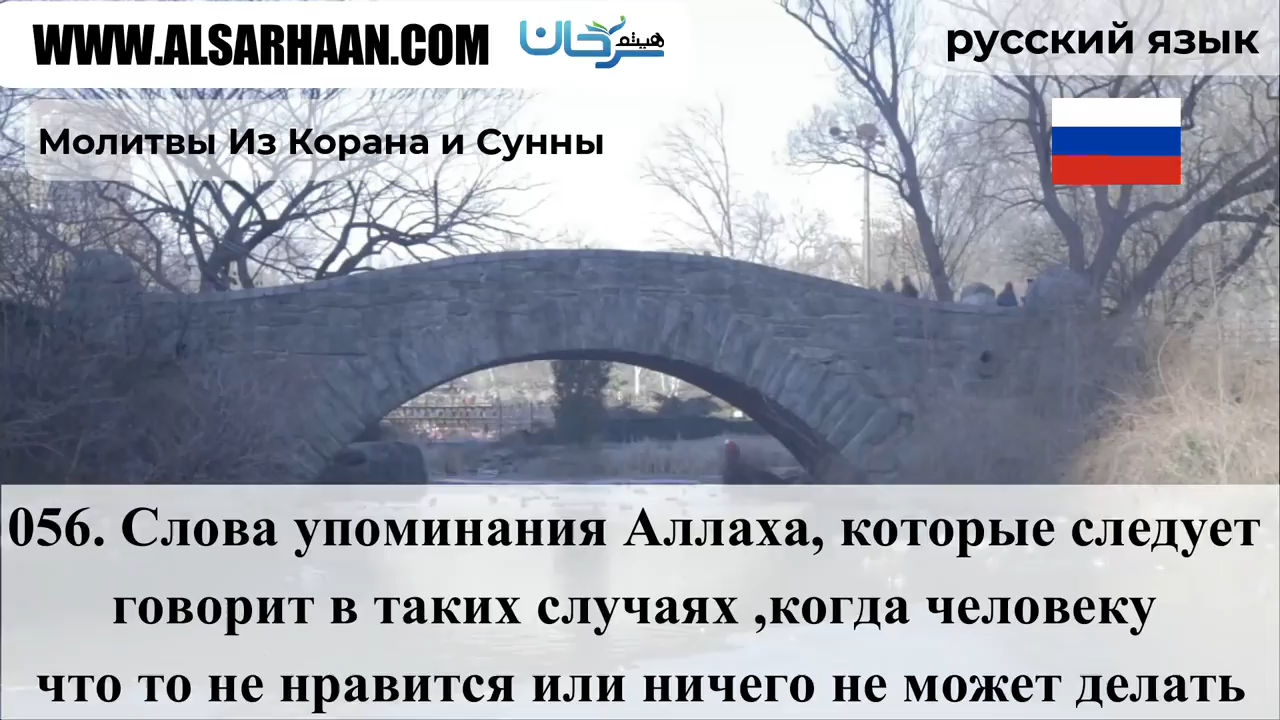 WWW.ALSARHAAN.COM
هيثم سرحان
русский язык
Молитвы Из Корана и Сунны
056. Слова упоминания Аллаха, которые следует
говорит в таких случаях ,когда человеку
что то не нравится или ничего не может делать